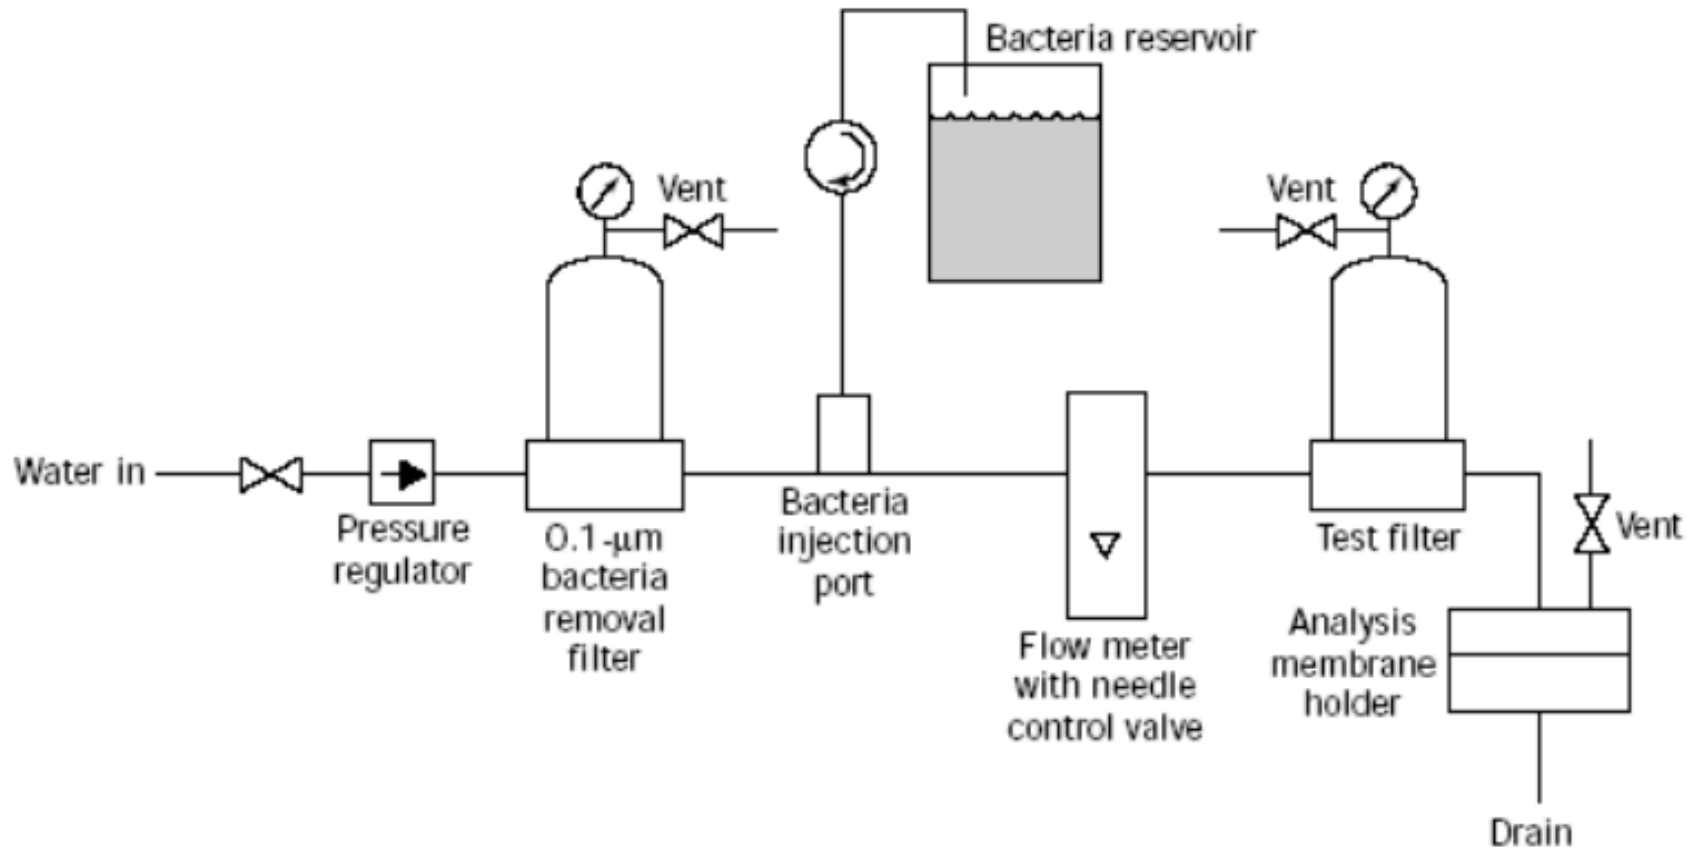 Bacteria reservoir
Vent
Vent
Water in
Pressure
regulator
0.1-μm
bacteria
removal
filter
Bacteria
injection
port
Flow meter
with needle
control valve
Test filter
Vent
Analysis
membrane
holder
Drain